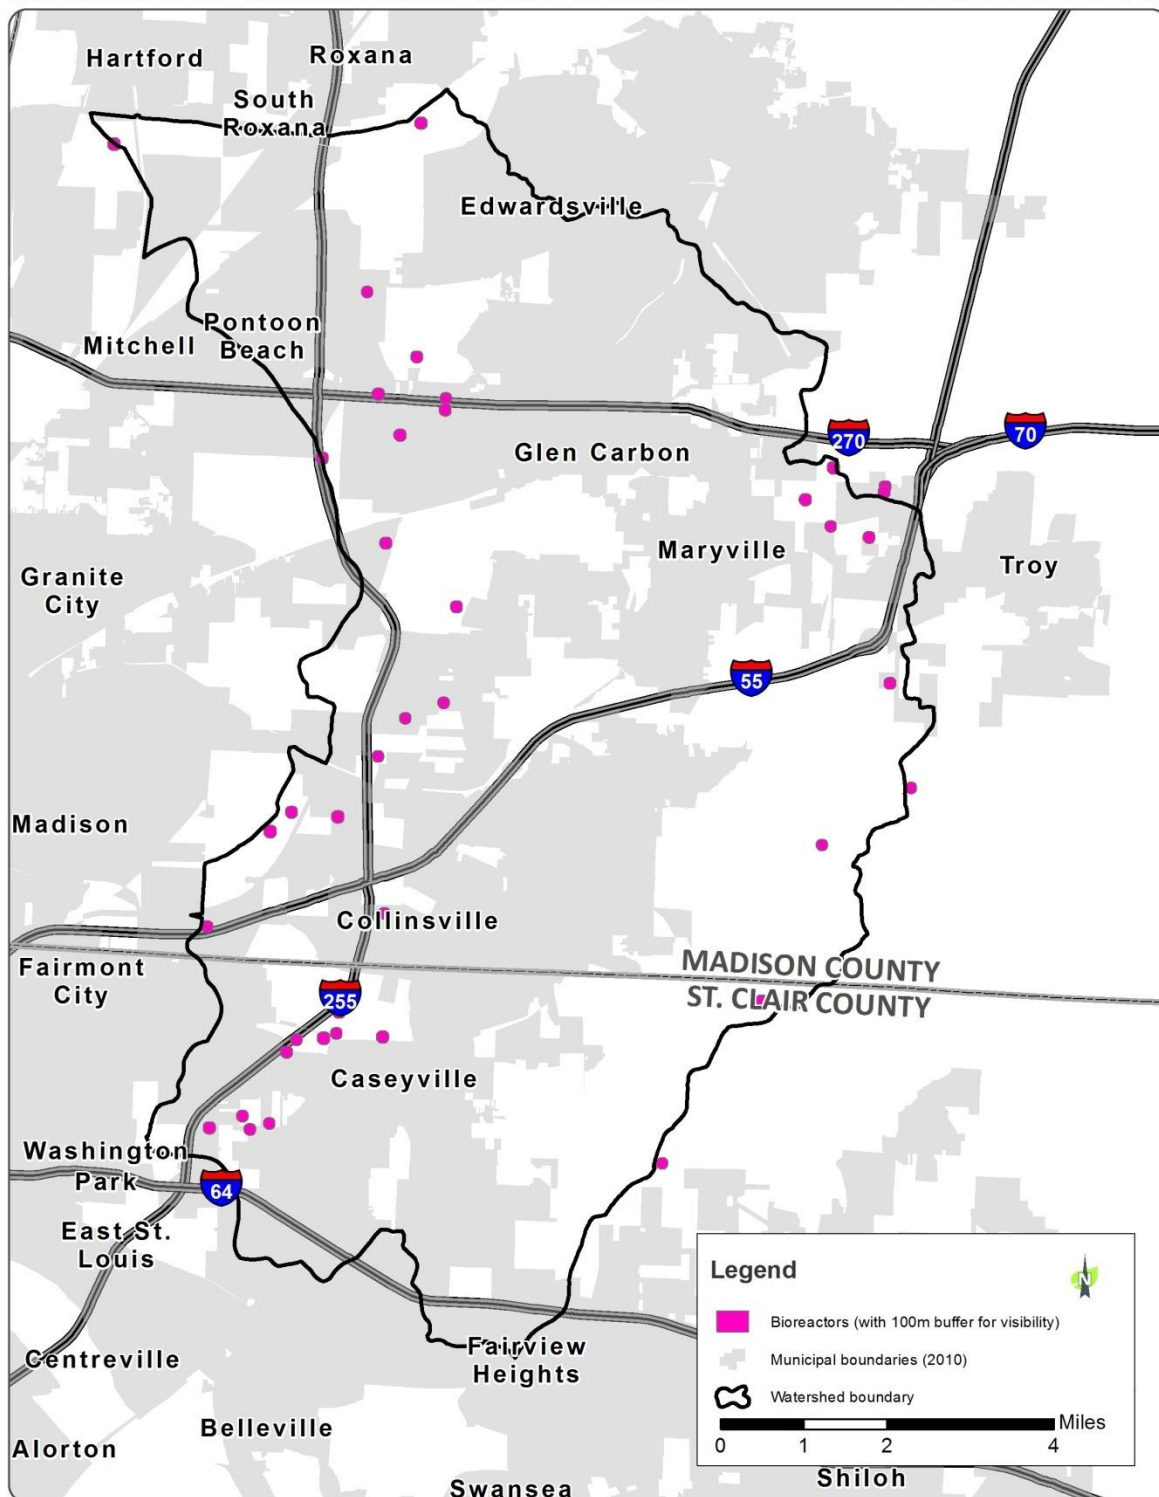 Hartford
Roxana
South
Roxana
Edwardsville
Pontoon
Beach
Mitchell
270
70
Glen Carbon
Maryville
Troy
Granite
City
55
Madison
Collinsville
Fairmont
City
MADISON COUNTY
ST. CLAIR COUNTY
255
Caseyville
Washington
Park
64
East St.
Louis
Fairview
Heights
Centreville
Belleville
Alorton
Swansea
Shiloh
Legend
N
Bioreactors (with 100m buffer for visibility)
Municipal boundaries (2010)
Watershed boundary
Miles
0 1 2 4